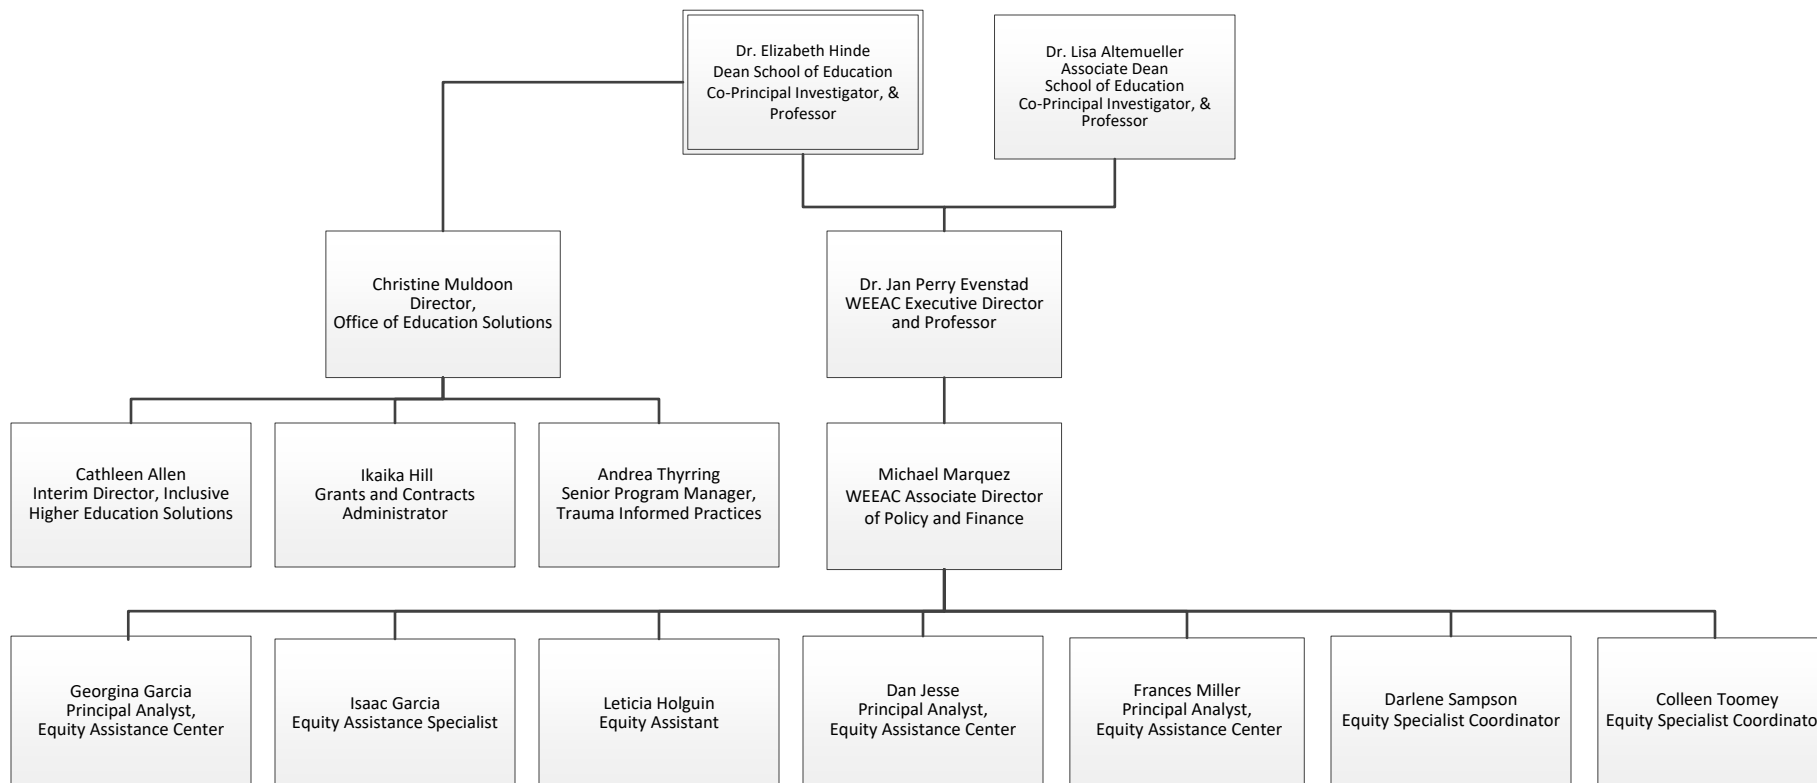 Dr. Elizabeth Hinde
Dean School of Education
Co-Principal Investigator, &
Professor
Dr. Lisa Altemueller
Associate Dean
School of Education
Co-Principal Investigator, &
Professor
Christine Muldoon
Director,
Office of Education Solutions
Dr. Jan Perry Evenstad
WEEAC Executive Director
and Professor
Cathleen Allen
Interim Director, Inclusive
Higher Education Solutions
Ikaika Hill
Grants and Contracts
Administrator
Andrea Thyrring
Senior Program Manager,
Trauma Informed Practices
Michael Marquez
WEEAC Associate Director
of Policy and Finance
Georgina Garcia
Principal Analyst,
Equity Assistance Center
Isaac Garcia
Equity Assistance Specialist
Leticia Holguin
Equity Assistant
Dan Jesse
Principal Analyst,
Equity Assistance Center
Frances Miller
Principal Analyst,
Equity Assistance Center
Darlene Sampson
Equity Specialist Coordinator
Colleen Toomey
Equity Specialist Coordinato